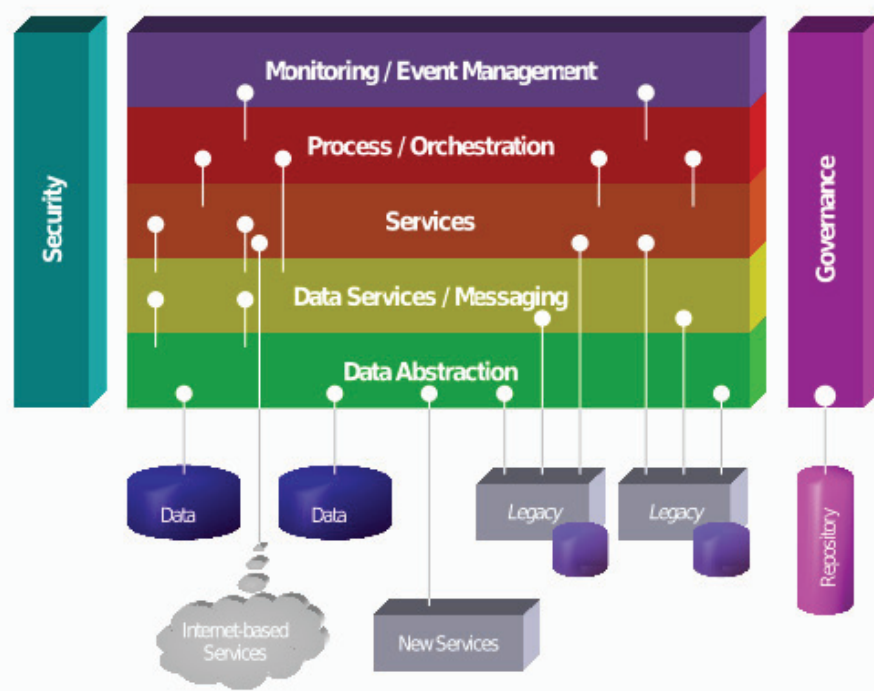 Security
Monitoring / Event Management
Process / Orchestration
Services
Data Services / Messaging
Data Abstraction
Governance
Data
Data
Legacy
Legacy
Repository
Internet-based
Services
New Services